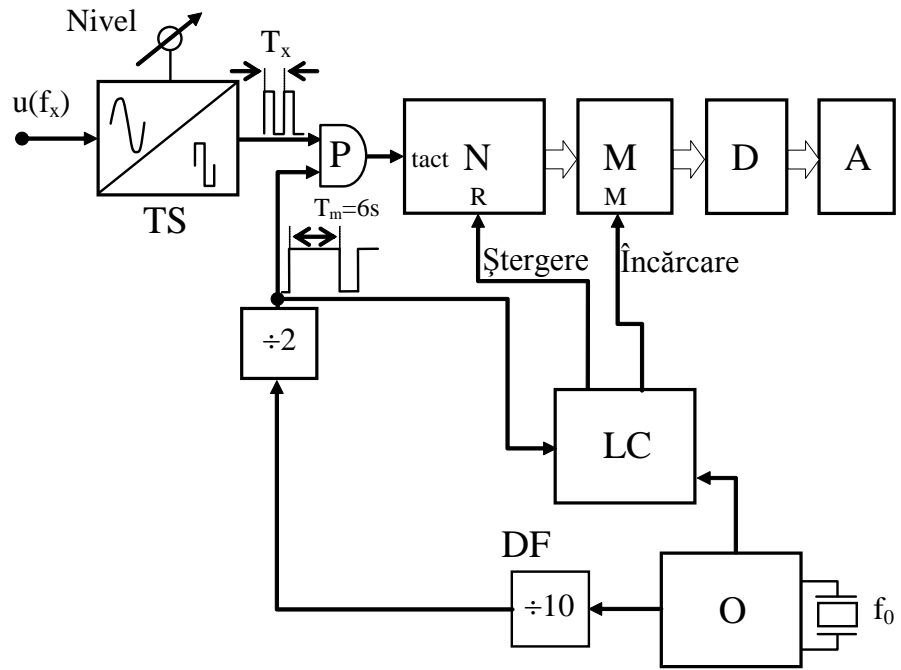 Nivel
Tx
u(fx)
TS
P
tact
N
R
M
M
D
A
Tm=6s
Ştergere
Încărcare
÷2
LC
DF
÷10
O
f0